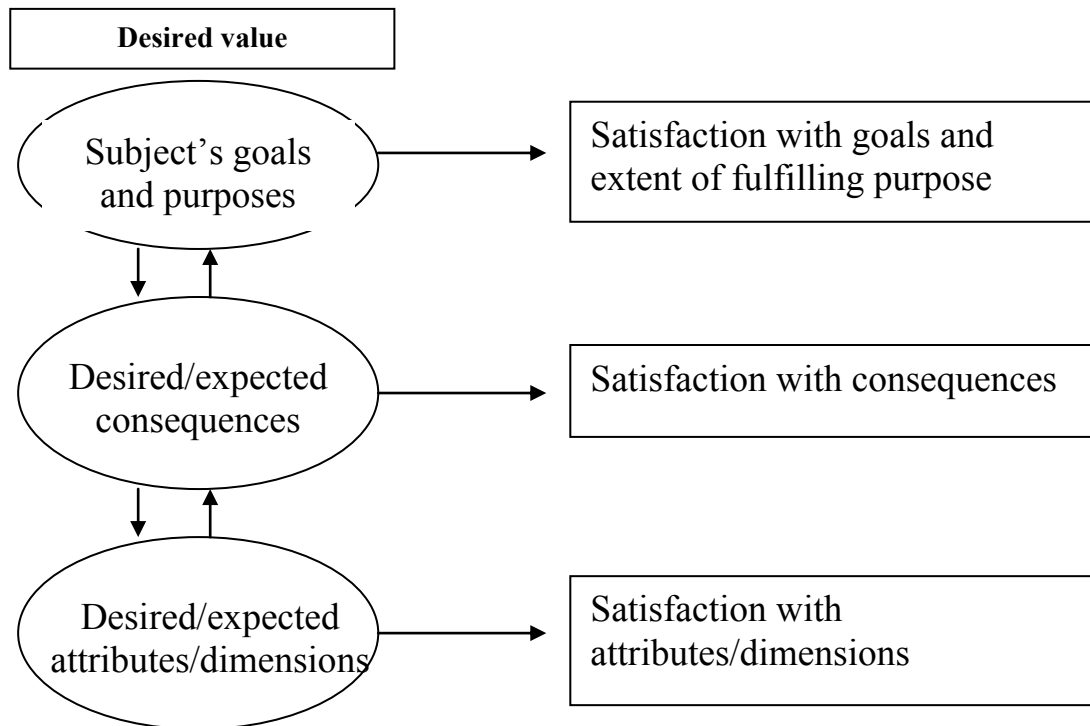 Desired value
Subject’s goals
and purposes
Satisfaction with goals and
extent of fulfilling purpose
Desired/expected
consequences
Satisfaction with consequences
Desired/expected
attributes/dimensions
Satisfaction with
attributes/dimensions